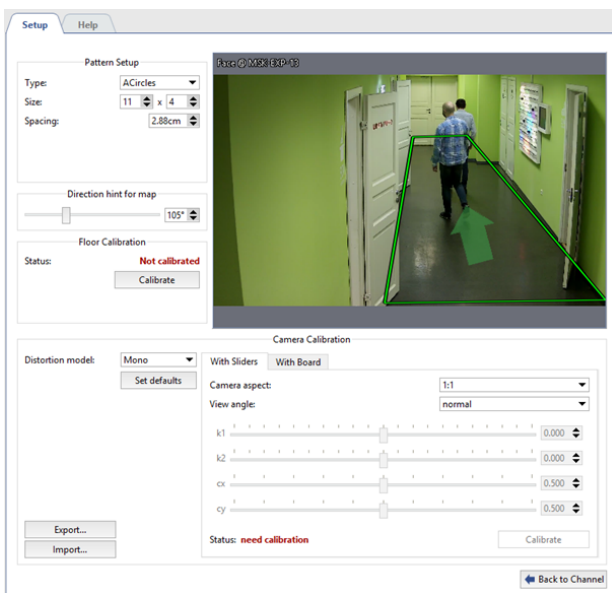 Setup
Help
Pattern Setup
Type: ACircles
Size: 11 x 4
Spacing: 2.88cm
Direction hint for map
105°
Floor Calibration
Status: Not calibrated
Calibrate
Face @ MSK-EXP-13
Camera Calibration
Distortion model: Mono
Set defaults
With Sliders
With Board
Camera aspect: 1:1
View angle: normal
k1 0.000
k2 0.000
cx 0.500
cy 0.500
Status: need calibration
Calibrate
Export...
Import...
Back to Channel